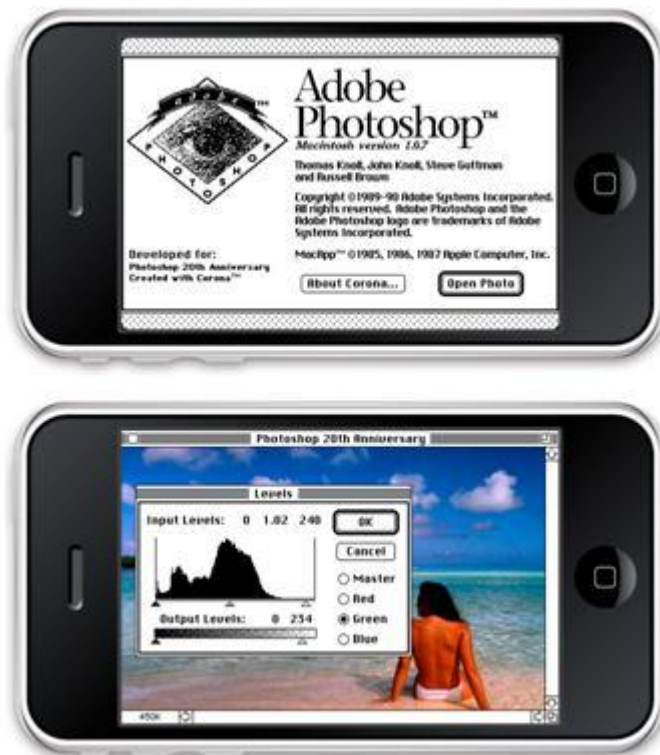 adobe™
PHOTOSHOP
Adobe
Photoshop™
Macintosh version 1.0.7
Thomas Knoll, John Knoll, Steve Guttman
and Russell Brown
Copyright ©1989-90 Adobe Systems Incorporated.
All rights reserved. Adobe Photoshop and the
Adobe Photoshop logo are trademarks of Adobe
Systems Incorporated.
Developed for:
Photoshop 20th Anniversary
Created with Corona™
MacApp™ ©1985, 1986, 1987 Apple Computer, Inc.
About Corona...
Open Photo
Photoshop 20th Anniversary
Levels
Input Levels: 0 1.02 240
OK
Cancel
Master
Red
Green
Blue
Output Levels: 0 234
450K